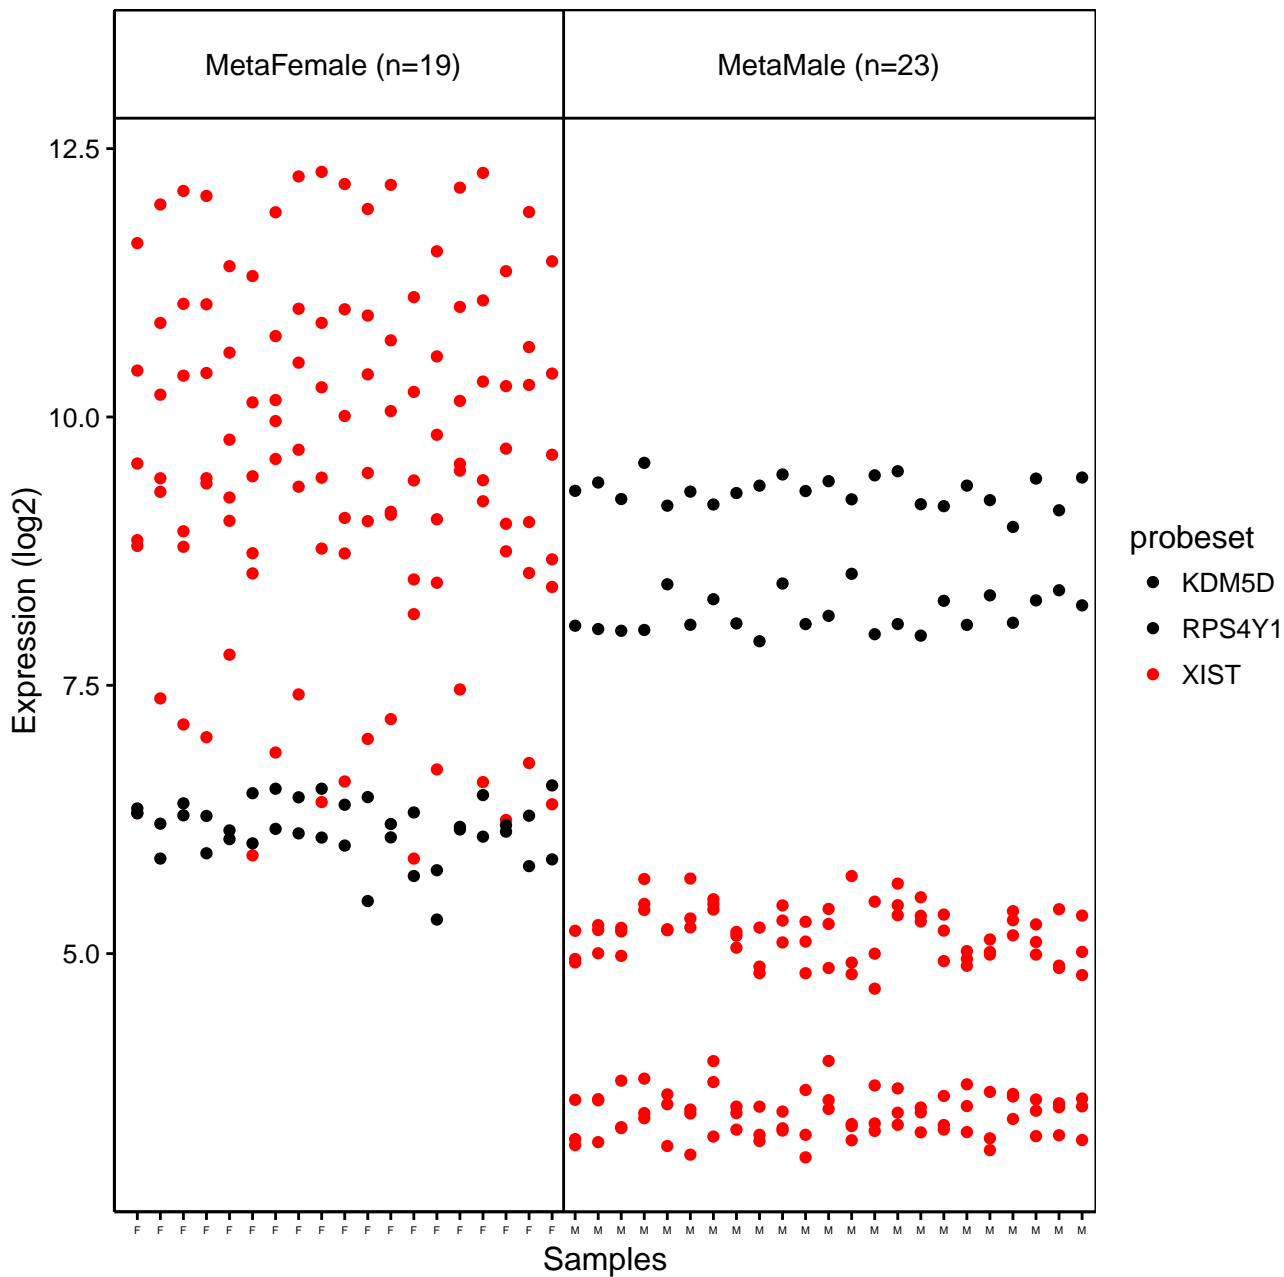 MetaFemale (n=19)
MetaMale (n=23)
12.5
10.0
7.5
5.0
Expression (log2)
F F F F F F F F F F F F F F F F F F F M M M M M M M M M M M M M M M M M M M M M M M
Samples
probeset
KDM5D
RPS4Y1
XIST